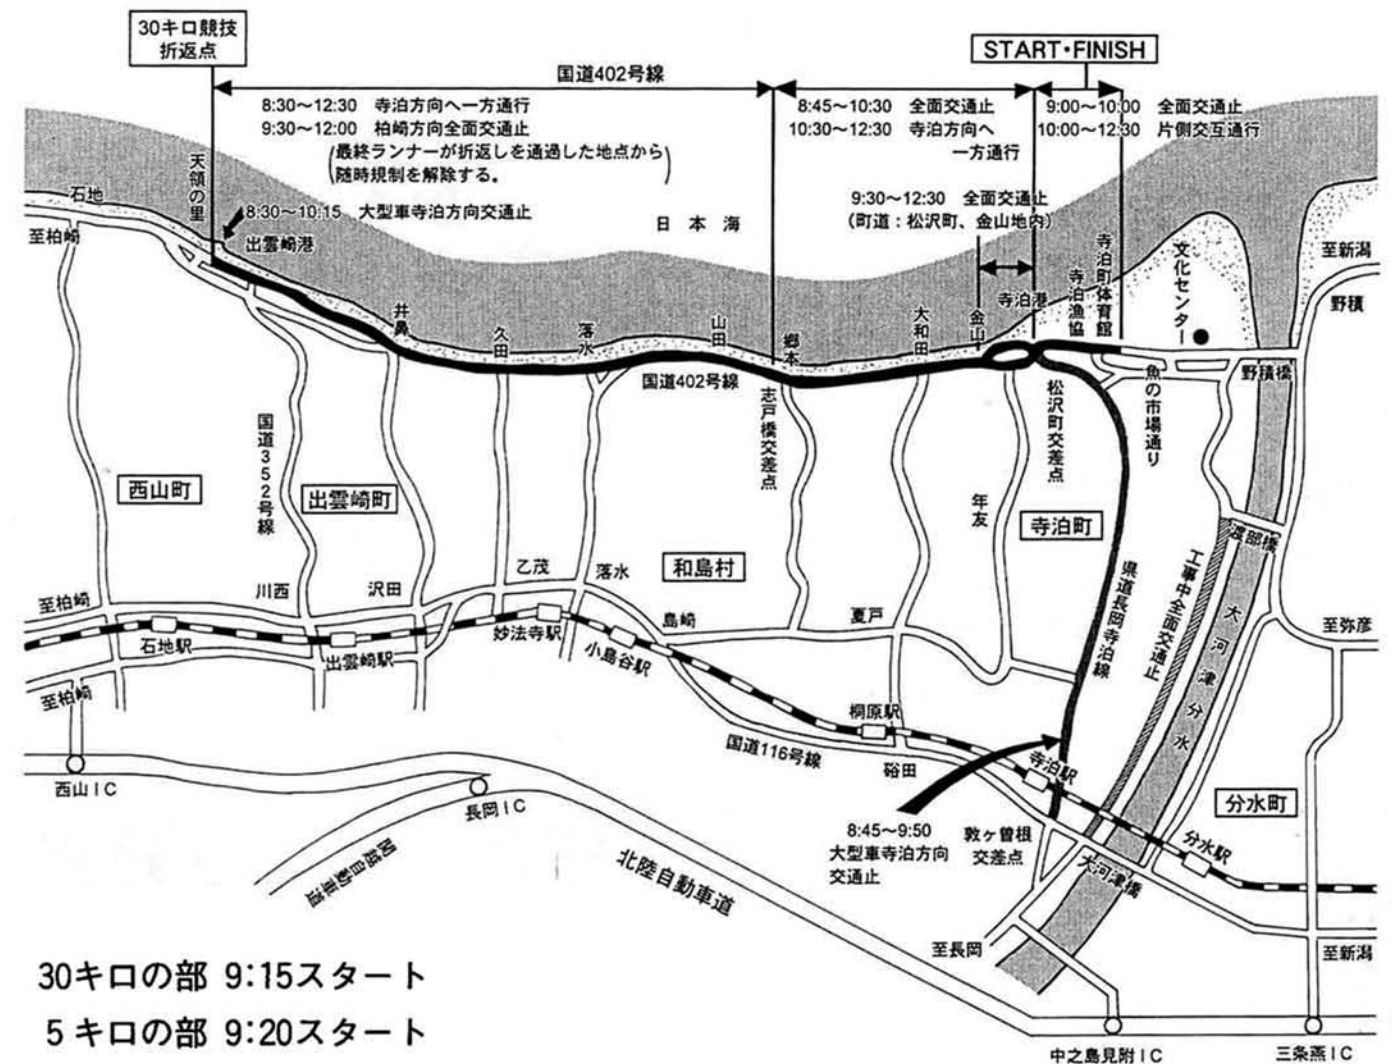 30キロ競技
折返点
START・FINISH
国道402号線
8:30～12:30 寺泊方向へ一方通行
9:30～12:00 柏崎方向全面交通止
(最終ランナーが折返しを通過した地点から
随時規制を解除する。)
8:45～10:30 全面交通止
10:30～12:30 寺泊方向へ
一方通行
9:00～10:00 全面交通止
10:00～12:30 片側交互通行
9:30～12:30 全面交通止
(町道：松沢町、金山地内)
8:30～10.15 大型車寺泊方向交通止
天領の里
石地
至柏崎
出雲崎港
日本海
井鼻
久田
落水
山田
郷本
大和田
金山
寺泊港
寺泊漁協
寺泊町体育館
文化センター
至新潟
野積
野積橋
国道402号線
志戸橋交差点
松沢町交差点
魚の市場通り
国道352号線
西山町
出雲崎町
和島村
年友
寺泊町
県道長岡寺泊線
工事中全面交通止
渡部橋
大河津分水
至弥彦
至柏崎
川西
沢田
乙茂
落水
島崎
夏戸
石地駅
出雲崎駅
妙法寺駅
小島谷駅
桐原駅
寺泊駅
分水駅
至柏崎
国道116号線
硲田
西山IC
長岡IC
関越自動車道
北陸自動車道
8:45～9:50
大型車寺泊方向
交通止
敦ヶ曽根
交差点
大河津橋
分水町
至長岡
至新潟
中之島見附IC
三条燕IC
30キロの部 9:15スタート
5キロの部 9:20スタート